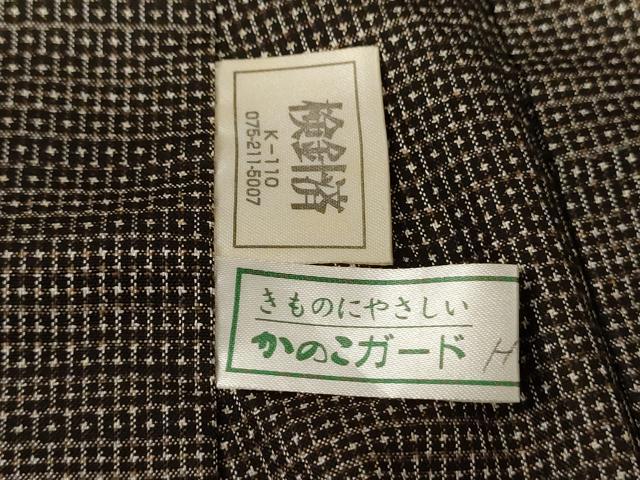 検針済
K-110
075-211-5007
きものにやさしい
かのこガード H